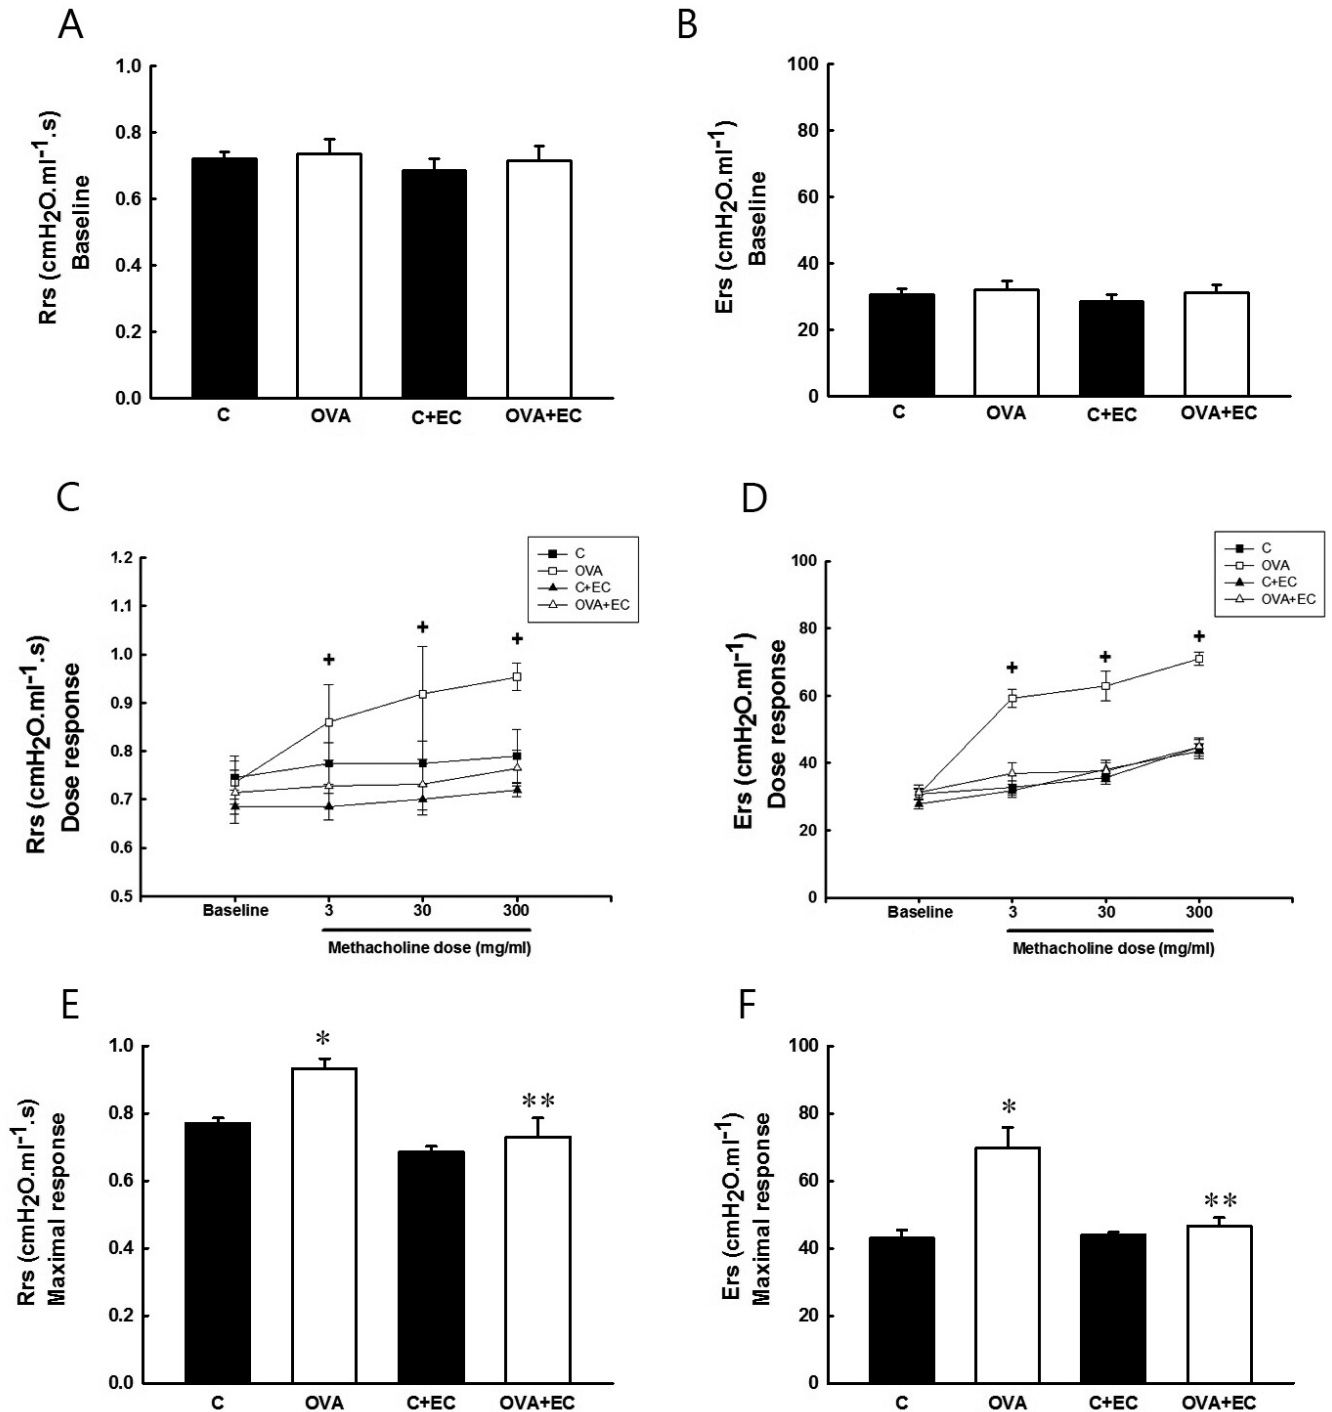 A
Rrs (cmH2O.ml-1.s)
Baseline
1.0
0.8
0.6
0.4
0.2
0.0
C OVA C+EC OVA+EC
B
Ers (cmH2O.ml-1)
Baseline
100
80
60
40
20
0
C OVA C+EC OVA+EC
C
Rrs (cmH2O.ml-1.s)
Dose response
1.2
1.1
1.0
0.9
0.8
0.7
0.6
0.5
C
OVA
C+EC
OVA+EC
+ + +
Baseline 3 30 300
Methacholine dose (mg/ml)
D
Ers (cmH2O.ml-1)
Dose response
100
80
60
40
20
0
C
OVA
C+EC
OVA+EC
+ + +
Baseline 3 30 300
Methacholine dose (mg/ml)
E
Rrs (cmH2O.ml-1.s)
Maximal response
1.0
0.8
0.6
0.4
0.2
0.0
* **
C OVA C+EC OVA+EC
F
Ers (cmH2O.ml-1)
Maximal response
100
80
60
40
20
0
* **
C OVA C+EC OVA+EC